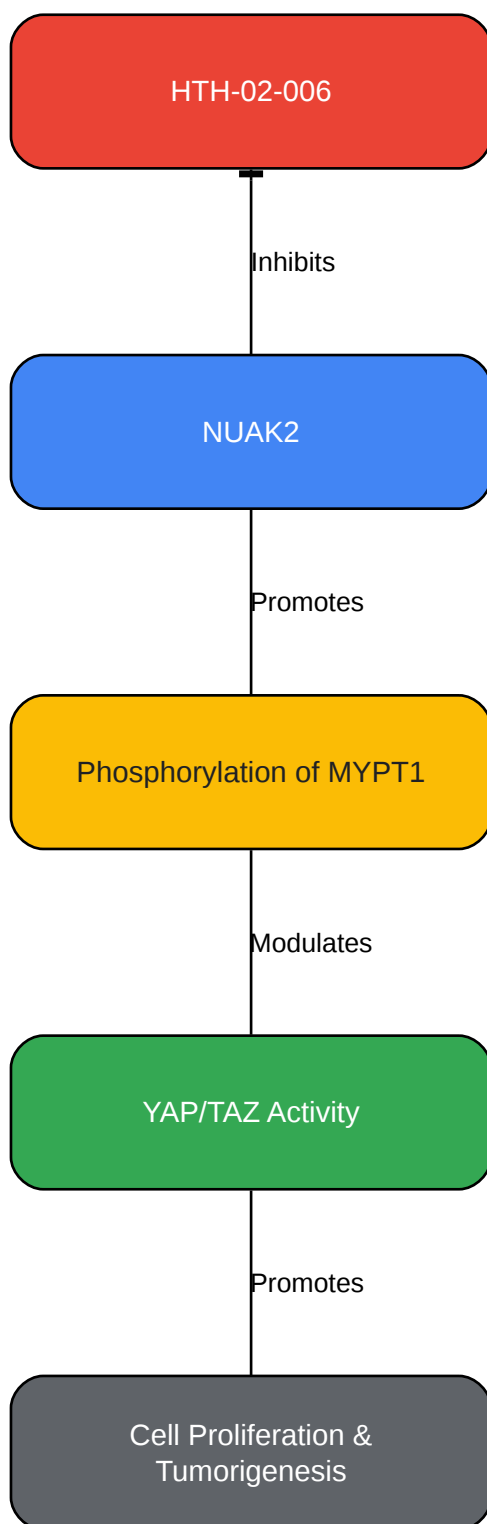 HTH-02-006
Inhibits
NUAK2
Promotes
Phosphorylation of MYPT1
Modulates
YAP/TAZ Activity
Promotes
Cell Proliferation &
Tumorigenesis